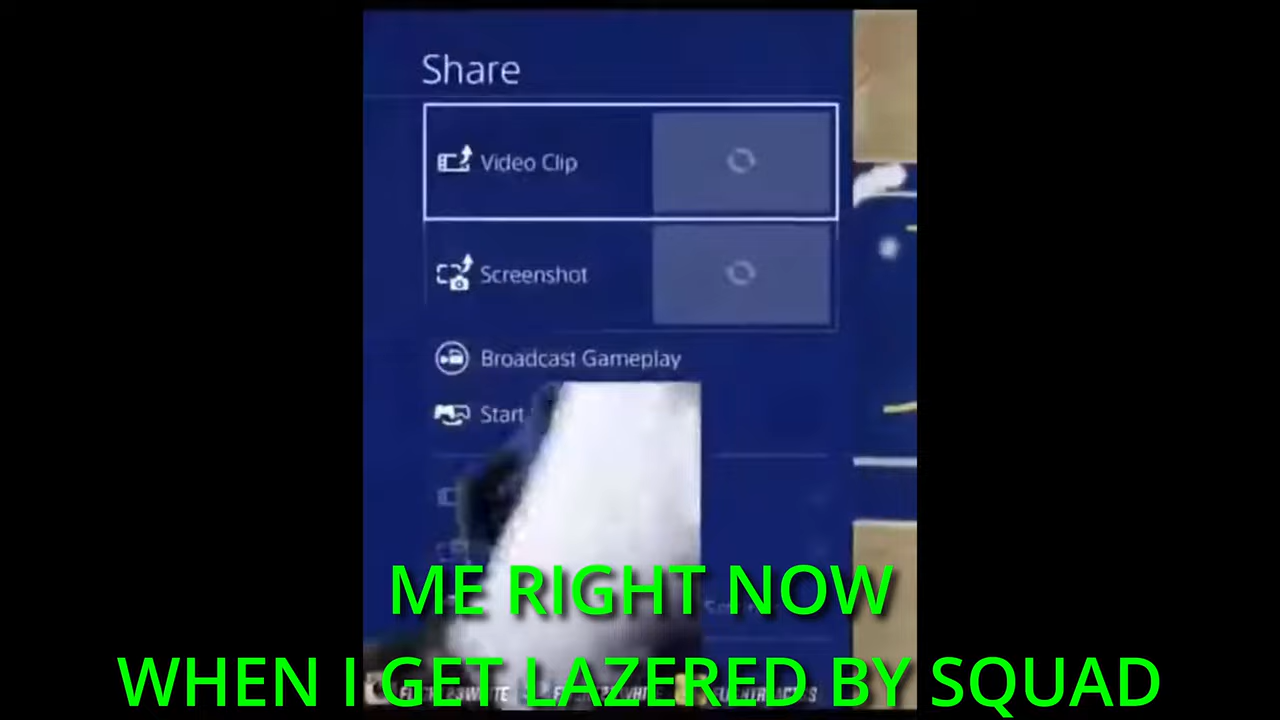 Share
Video Clip
Screenshot
Broadcast Gameplay
Start
ME RIGHT NOW
WHEN I GET LAZERED BY SQUAD